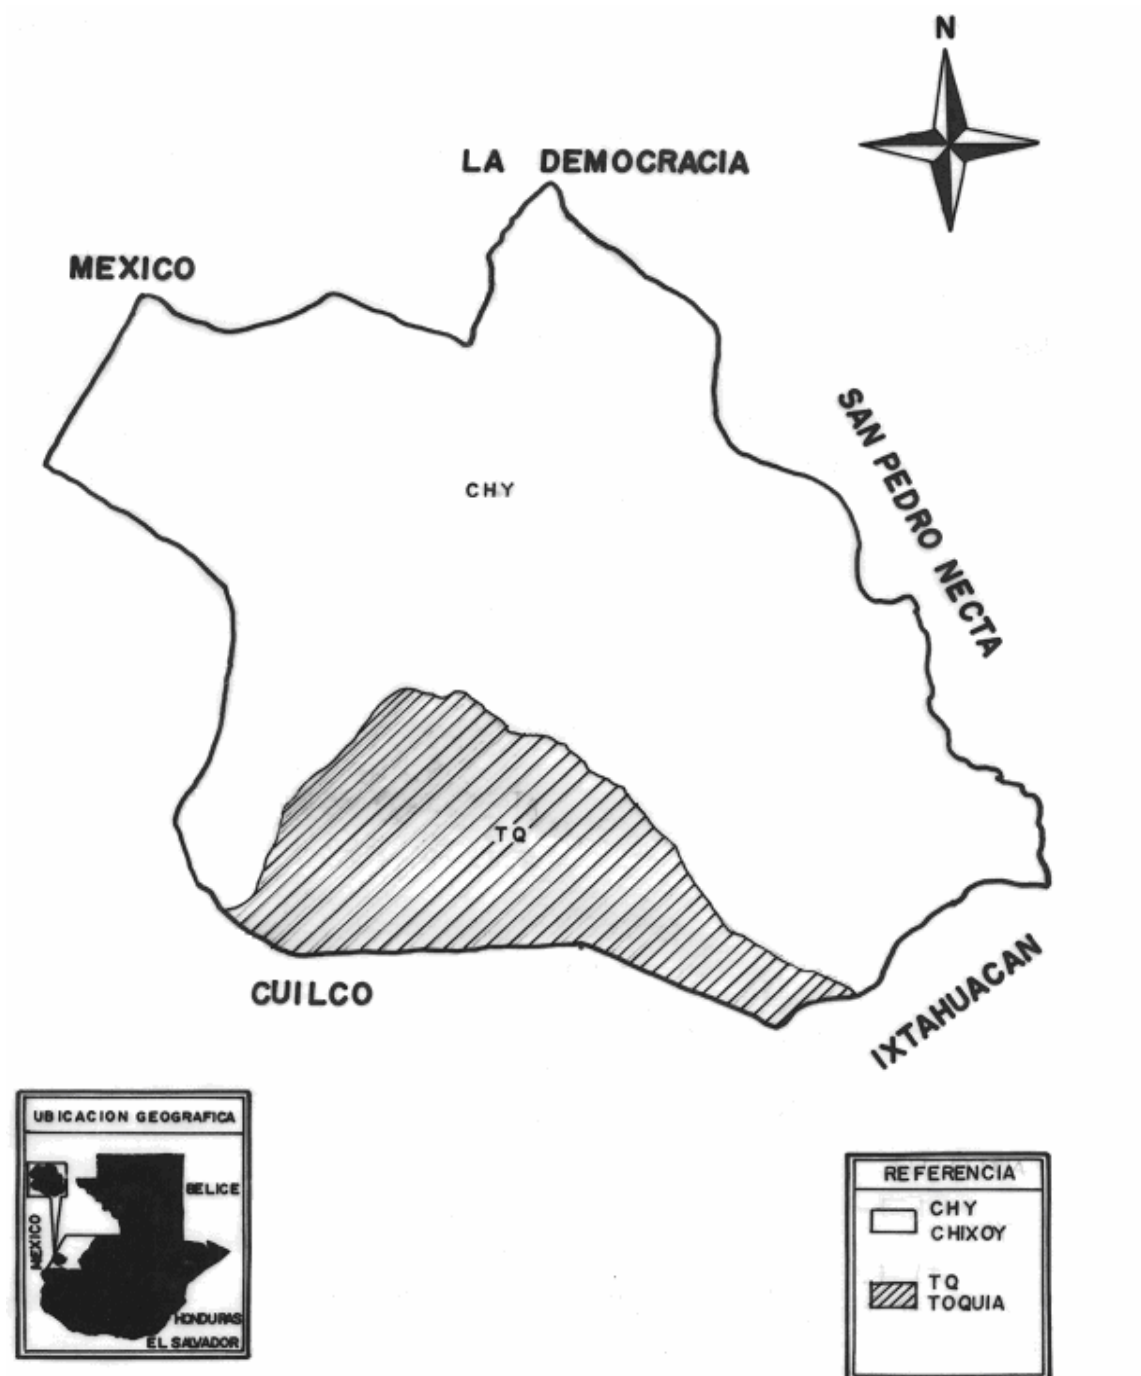 N
LA DEMOCRACIA
MEXICO
SAN PEDRO NECTA
CHY
TQ
CUILCO
IXTAHUACAN
UBICACION GEOGRAFICA
BELICE
MEXICO
HONDURAS
EL SALVADOR
REFERENCIA
CHY
CHIXOY
TQ
TOQUIA